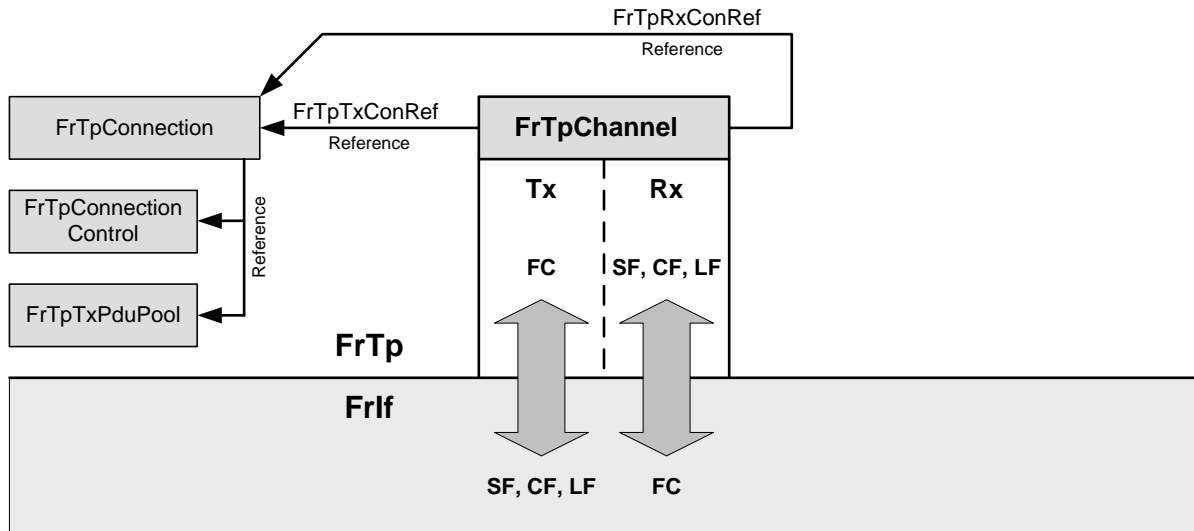 FrTpRxConRef
Reference
FrTpConnection
FrTpTxConRef
Reference
FrTpChannel
Tx
Rx
FrTpConnection
Control
Reference
FC
SF, CF, LF
FrTpTxPduPool
FrTp
FrIf
SF, CF, LF
FC